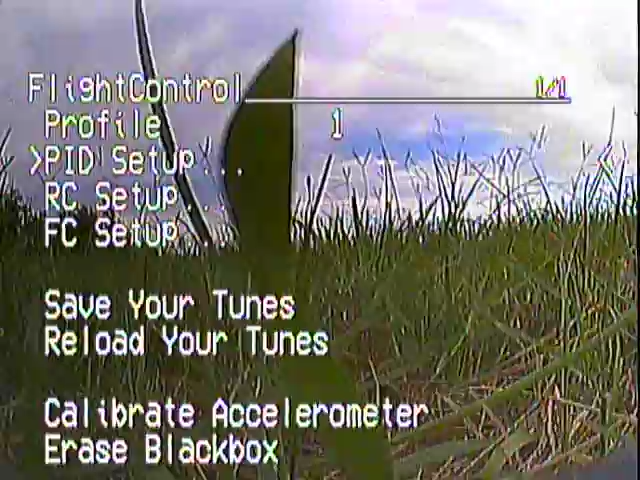 FlightControl 1/1
Profile 1
>PID Setup...
RC Setup...
FC Setup...
Save Your Tunes
Reload Your Tunes
Calibrate Accelerometer
Erase Blackbox